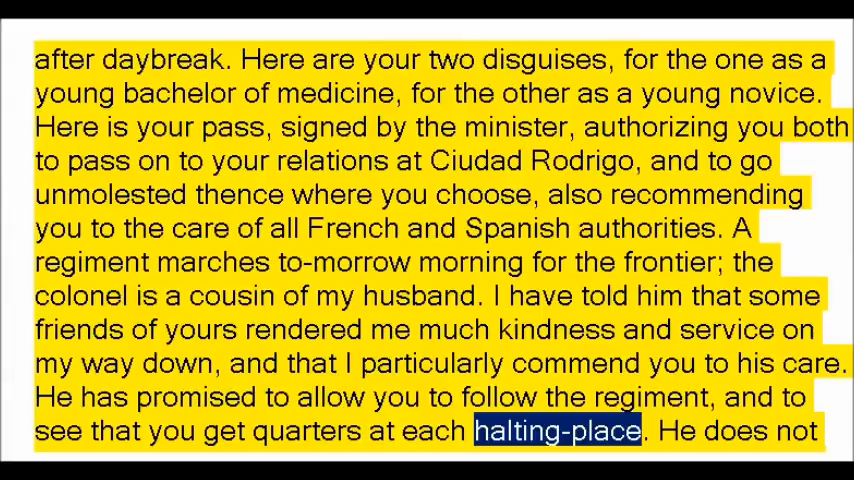 after daybreak. Here are your two disguises, for the one as a
young bachelor of medicine, for the other as a young novice.
Here is your pass, signed by the minister, authorizing you both
to pass on to your relations at Ciudad Rodrigo, and to go
unmolested thence where you choose, also recommending
you to the care of all French and Spanish authorities. A
regiment marches to-morrow morning for the frontier; the
colonel is a cousin of my husband. I have told him that some
friends of yours rendered me much kindness and service on
my way down, and that I particularly commend you to his care.
He has promised to allow you to follow the regiment, and to
see that you get quarters at each halting-place. He does not